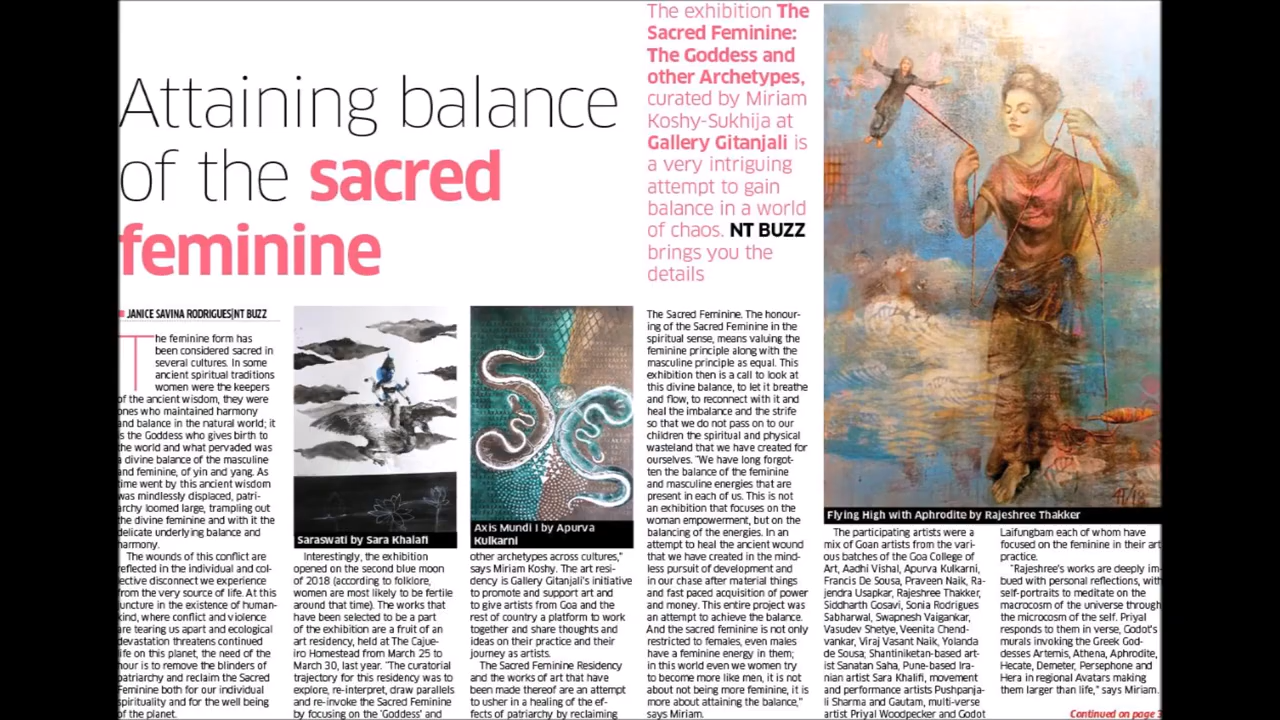 Attaining balance
of the sacred
feminine
The exhibition The
Sacred Feminine:
The Goddess and
other Archetypes,
curated by Miriam
Koshy-Sukhija at
Gallery Gitanjali is
a very intriguing
attempt to gain
balance in a world
of chaos. NT BUZZ
brings you the
details
JANICE SAVINA RODRIGUES|NT BUZZ
The feminine form has
been considered sacred in
several cultures. In some
ancient spiritual traditions
women were the keepers
of the ancient wisdom, they were
ones who maintained harmony
and balance in the natural world; it
is the Goddess who gives birth to
the world and what pervaded was
a divine balance of the masculine
and feminine, of yin and yang. As
time went by this ancient wisdom
was mindlessly displaced, patri-
archy loomed large, trampling out
the divine feminine and with it the
delicate underlying balance and
harmony.
The wounds of this conflict are
reflected in the individual and col-
lective disconnect we experience
from the very source of life. At this
juncture in the existence of human-
kind, where conflict and violence
are tearing us apart and ecological
devastation threatens continued
life on this planet, the need of the
hour is to remove the blinders of
patriarchy and reclaim the Sacred
Feminine both for our individual
spirituality and for the well being
of the planet.
Saraswati by Sara Khalafi
Interestingly, the exhibition
opened on the second blue moon
of 2018 (according to folklore,
women are most likely to be fertile
around that time). The works that
have been selected to be a part
of the exhibition are a fruit of an
art residency, held at The Cajue-
iro Homestead from March 25 to
March 30, last year. "The curatorial
trajectory for this residency was to
explore, re-interpret, draw parallels
and re-invoke the Sacred Feminine
by focusing on the 'Goddess' and
Axis Mundi I by Apurva
Kulkarni
other archetypes across cultures,"
says Miriam Koshy. The art resi-
dency is Gallery Gitanjali's initiative
to promote and support art and
to give artists from Goa and the
rest of country a platform to work
together and share thoughts and
ideas on their practice and their
journey as artists.
The Sacred Feminine Residency
and the works of art that have
been made thereof are an attempt
to usher in a healing of the ef-
fects of patriarchy by reclaiming
The Sacred Feminine. The honour-
ing of the Sacred Feminine in the
spiritual sense, means valuing the
feminine principle along with the
masculine principle as equal. This
exhibition then is a call to look at
this divine balance, to let it breathe
and flow, to reconnect with it and
heal the imbalance and the strife
so that we do not pass on to our
children the spiritual and physical
wasteland that we have created for
ourselves. "We have long forgot-
ten the balance of the feminine
and masculine energies that are
present in each of us. This is not
an exhibition that focuses on the
woman empowerment, but on the
balancing of the energies. In an
attempt to heal the ancient wound
that we have created in the mind-
less pursuit of development and
in our chase after material things
and fast paced acquisition of power
and money. This entire project was
an attempt to achieve the balance.
And the sacred feminine is not only
restricted to females, even males
have a feminine energy in them;
in this world even we women try
to become more like men, it is not
about not being more feminine, it is
more about attaining the balance,"
says Miriam.
Flying High with Aphrodite by Rajeshree Thakker
The participating artists were a
mix of Goan artists from the vari-
ous batches of the Goa College of
Art, Aadhi Vishal, Apurva Kulkarni,
Francis De Sousa, Praveen Naik, Ra-
jendra Usapkar, Rajeshree Thakker,
Siddharth Gosavi, Sonia Rodrigues
Sabharwal, Swapnesh Vaigankar,
Vasudev Shetye, Veenita Chend-
vankar, Viraj Vasant Naik, Yolanda
de Sousa; Shantiniketan-based art-
ist Sanatan Saha, Pune-based Ira-
nian artist Sara Khalifi, movement
and performance artists Pushpanja-
li Sharma and Gautam, multi-verse
artist Priyal Woodpecker and Godot
Laifungbam each of whom have
focused on the feminine in their art
practice.
"Rajeshree's works are deeply im-
bued with personal reflections, with
self-portraits to meditate on the
macrocosm of the universe through
the microcosm of the self. Priyal
responds to them in verse, Godot's
murals invoking the Greek God-
desses Artemis, Athena, Aphrodite,
Hecate, Demeter, Persephone and
Hera in regional Avatars making
them larger than life," says Miriam.
Continued on page 3